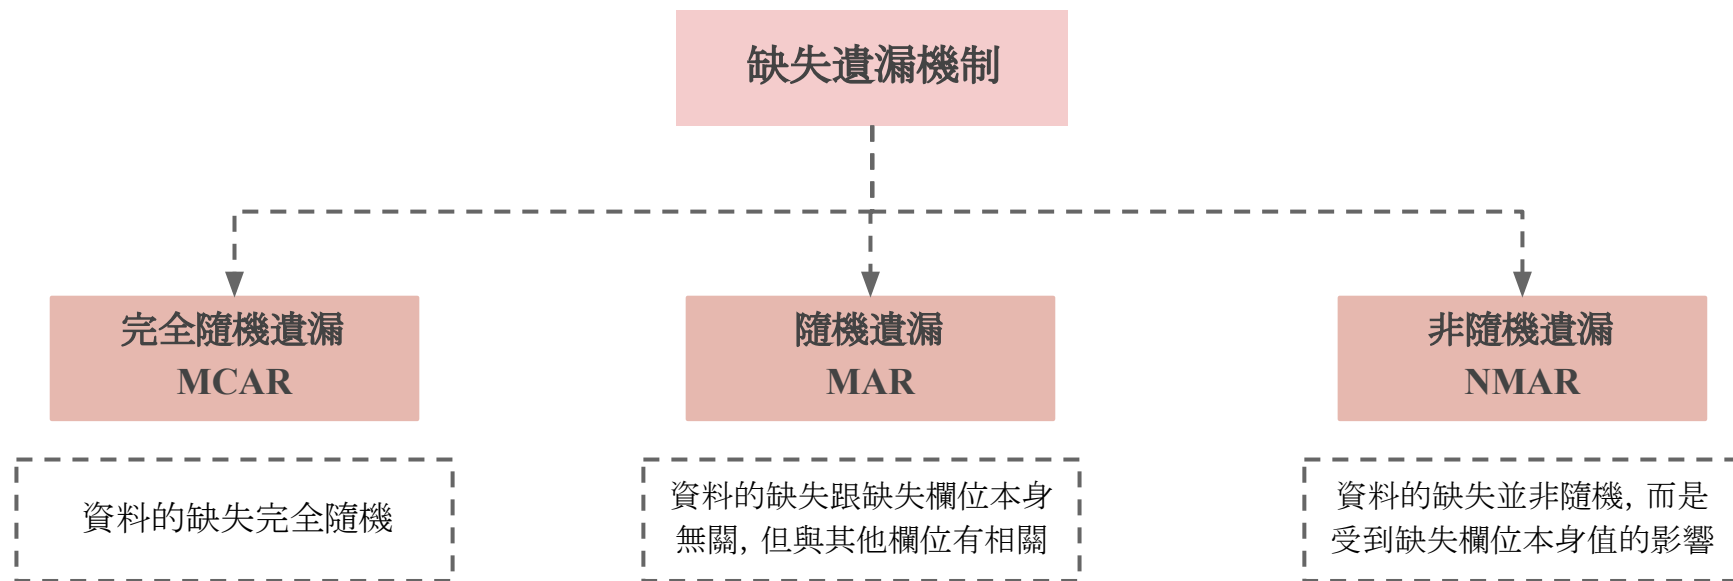 缺失遺漏機制
完全隨機遺漏
MCAR
隨機遺漏
MAR
非隨機遺漏
NMAR
資料的缺失完全隨機
資料的缺失跟缺失欄位本身
無關, 但與其他欄位有相關
資料的缺失並非隨機, 而是
受到缺失欄位本身值的影響